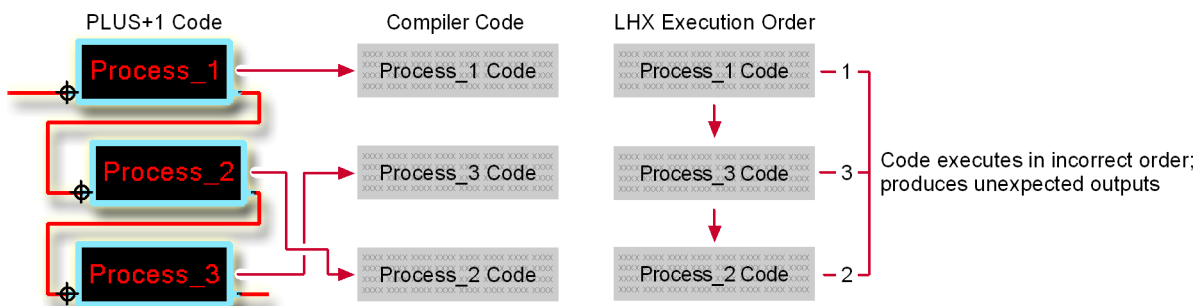 PLUS+1 Code
Compiler Code
LHX Execution Order
Process_1
Process_1 Code
Process_1 Code
1
Process_2
Process_3 Code
Process_3 Code
3
Code executes in incorrect order;
produces unexpected outputs
Process_3
Process_2 Code
Process_2 Code
2